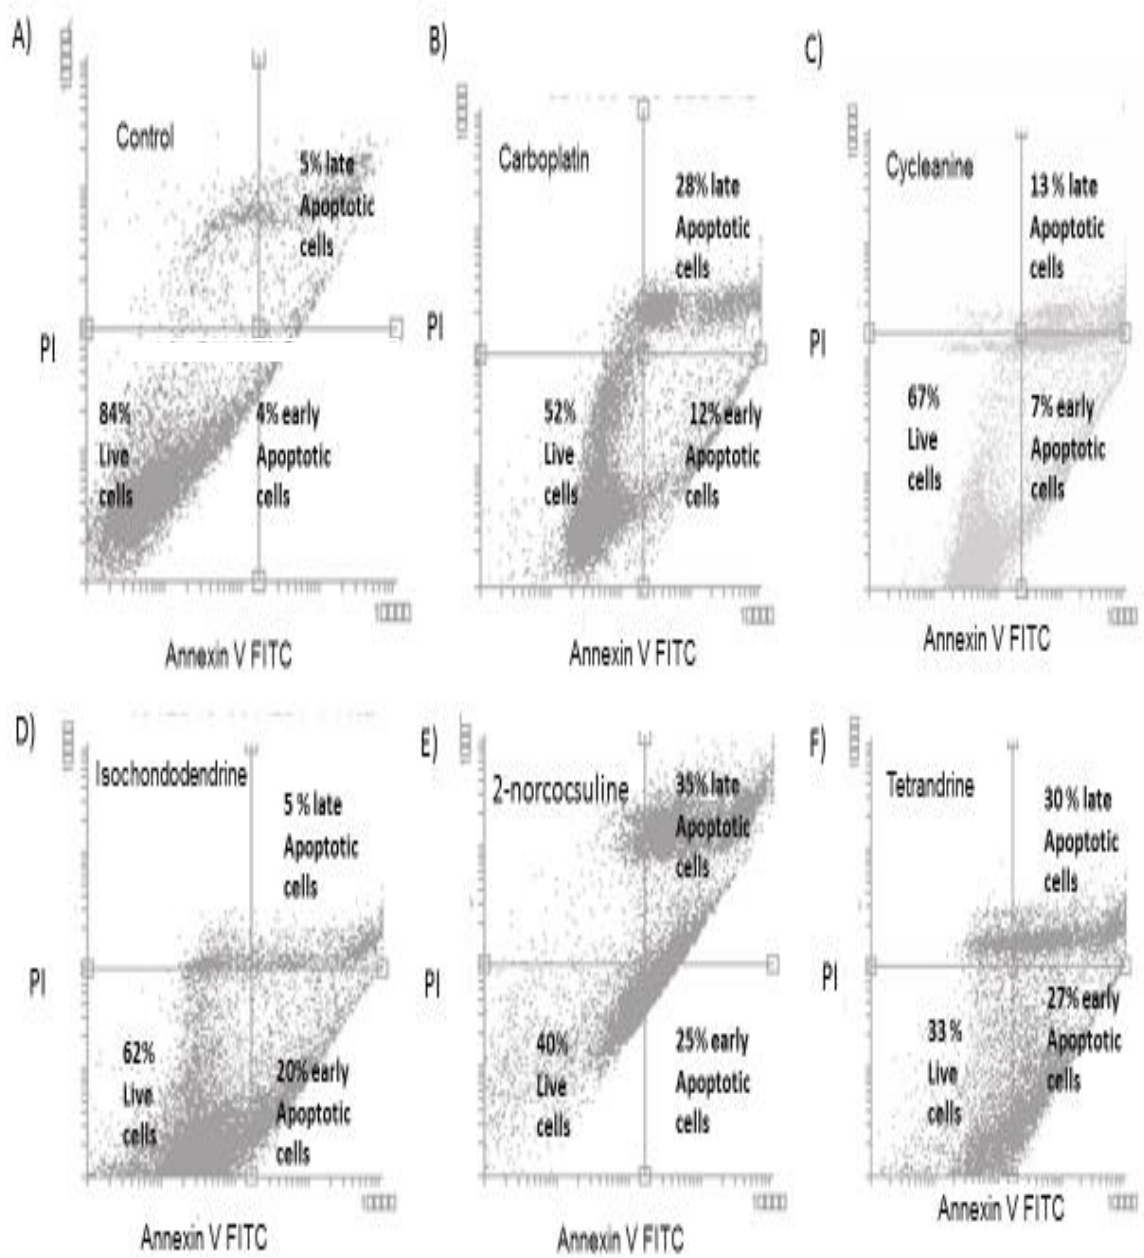 A)
Control
5% late
Apoptotic
cells
PI
84%
Live
cells
4% early
Apoptotic
cells
Annexin V FITC
B)
Carboplatin
28% late
Apoptotic
cells
PI
52%
Live
cells
12% early
Apoptotic
cells
Annexin V FITC
C)
Cycleanine
13 % late
Apoptotic
cells
PI
67%
Live
cells
7% early
Apoptotic
cells
Annexin V FITC
D)
Isochondodendrine
5 % late
Apoptotic
cells
PI
62%
Live
cells
20% early
Apoptotic
cells
Annexin V FITC
E)
2-norcocsuline
35% late
Apoptotic
cells
PI
40%
Live
cells
25% early
Apoptotic
cells
Annexin V FITC
F)
Tetrandrine
30 % late
Apoptotic
cells
PI
33 %
Live
cells
27% early
Apoptotic
cells
Annexin V FITC